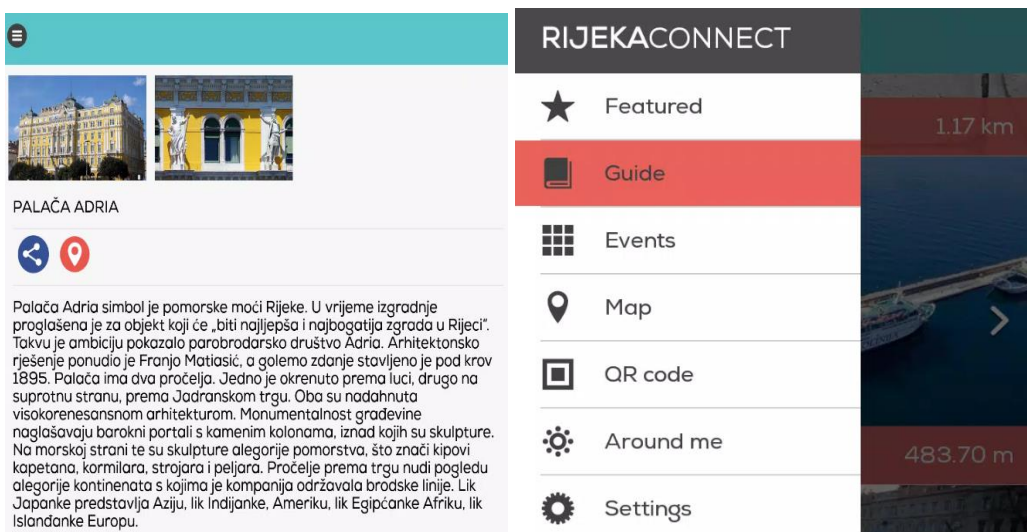 PALAČA ADRIA
Palača Adria simbol je pomorske moći Rijeke. U vrijeme izgradnje
proglašena je za objekt koji će „biti najljepša i najbogatija zgrada u Rijeci“.
Takvu je ambiciju pokazalo parobrodarsko društvo Adria. Arhitektonsko
rješenje ponudio je Franjo Matiasić, a golemo zdanje stavljeno je pod krov
1895. Palača ima dva pročelja. Jedno je okrenuto prema luci, drugo na
suprotnu stranu, prema Jadranskom trgu. Oba su nadahnuta
visokorenesansnom arhitekturom. Monumentalnost građevine
naglašavaju barokni portali s kamenim kolonama, iznad kojih su skulpture.
Na morskoj strani te su skulpture alegorije pomorstva, što znači kipovi
kapetana, kormilara, strojara i peljara. Pročelje prema trgu nudi pogledu
alegorije kontinenata s kojima je kompanija održavala brodske linije. Lik
Japanke predstavlja Aziju, lik Indijanke, Ameriku, lik Egipćanke Afriku, lik
Islanđanke Europu.
RIJEKACONNECT
Featured
Guide
Events
Map
QR code
Around me
Settings
1.17 km
483.70 m